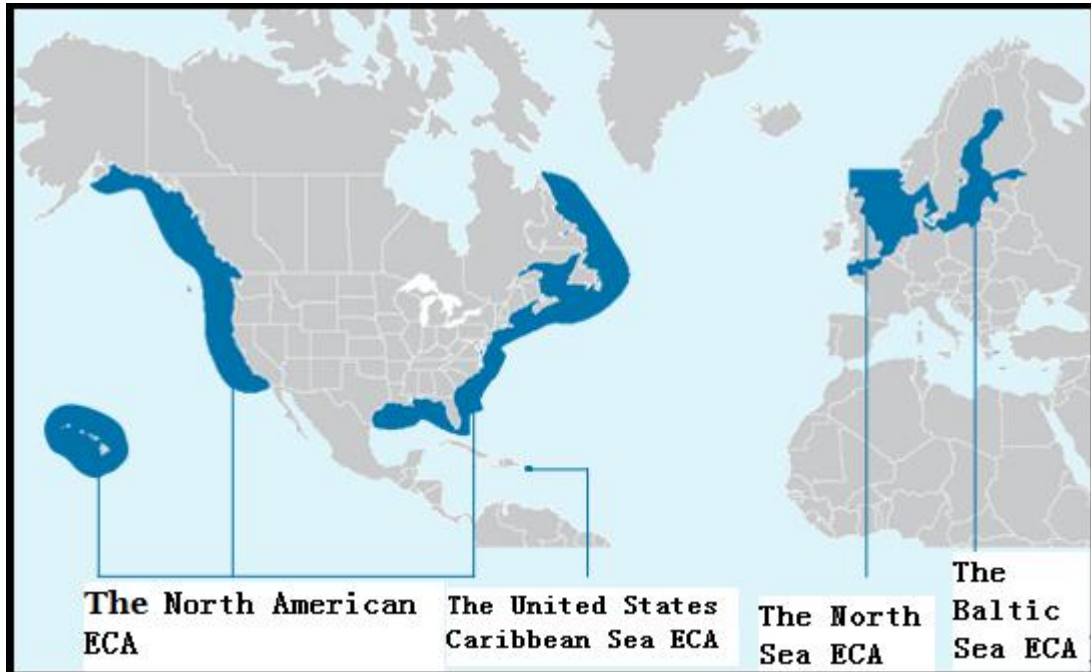 The North American
ECA
The United States
Caribbean Sea ECA
The North
Sea ECA
The
Baltic
Sea ECA